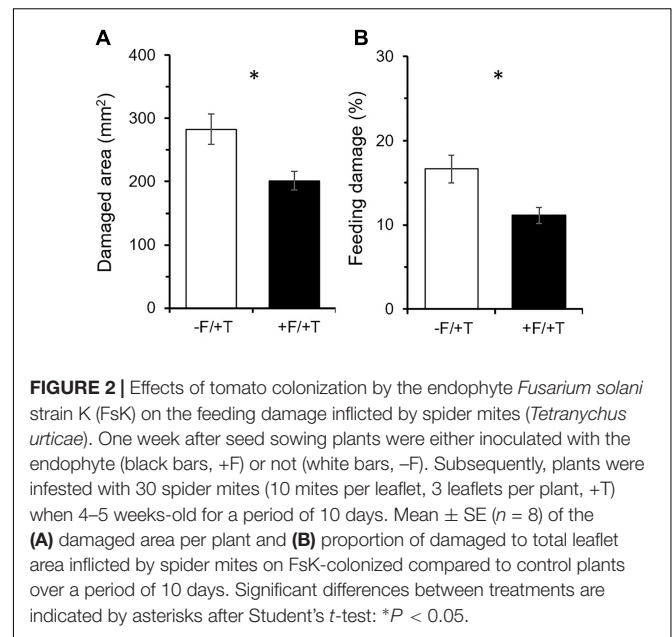 A
B
400
300
200
100
0
Damaged area (mm²)
*
-F/+T
+F/+T
30
20
10
0
Feeding damage (%)
*
-F/+T
+F/+T
FIGURE 2 | Effects of tomato colonization by the endophyte Fusarium solani
strain K (FsK) on the feeding damage inflicted by spider mites (Tetranychus
urticae). One week after seed sowing plants were either inoculated with the
endophyte (black bars, +F) or not (white bars, –F). Subsequently, plants were
infested with 30 spider mites (10 mites per leaflet, 3 leaflets per plant, +T)
when 4–5 weeks-old for a period of 10 days. Mean ± SE (n = 8) of the
(A) damaged area per plant and (B) proportion of damaged to total leaflet
area inflicted by spider mites on FsK-colonized compared to control plants
over a period of 10 days. Significant differences between treatments are
indicated by asterisks after Student's t-test: *P < 0.05.